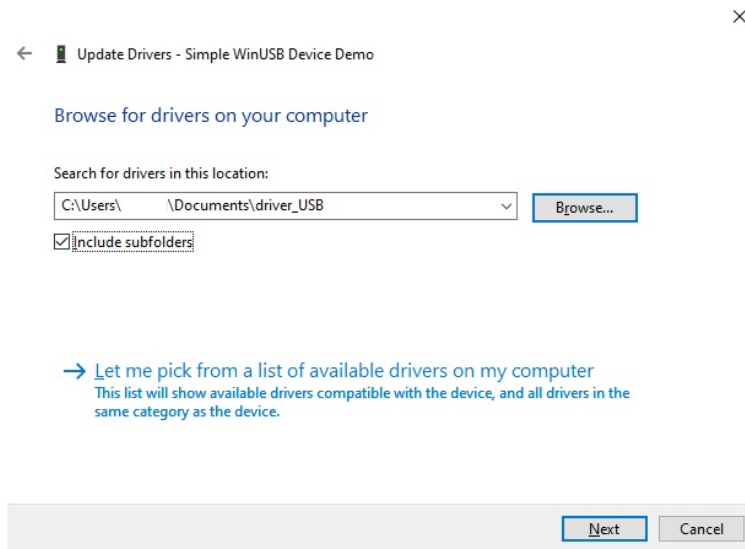 Update Drivers - Simple WinUSB Device Demo
Browse for drivers on your computer
Search for drivers in this location:
C:\Users\ \Documents\driver_USB
Browse...
Include subfolders
Let me pick from a list of available drivers on my computer
This list will show available drivers compatible with the device, and all drivers in the
same category as the device.
Next
Cancel